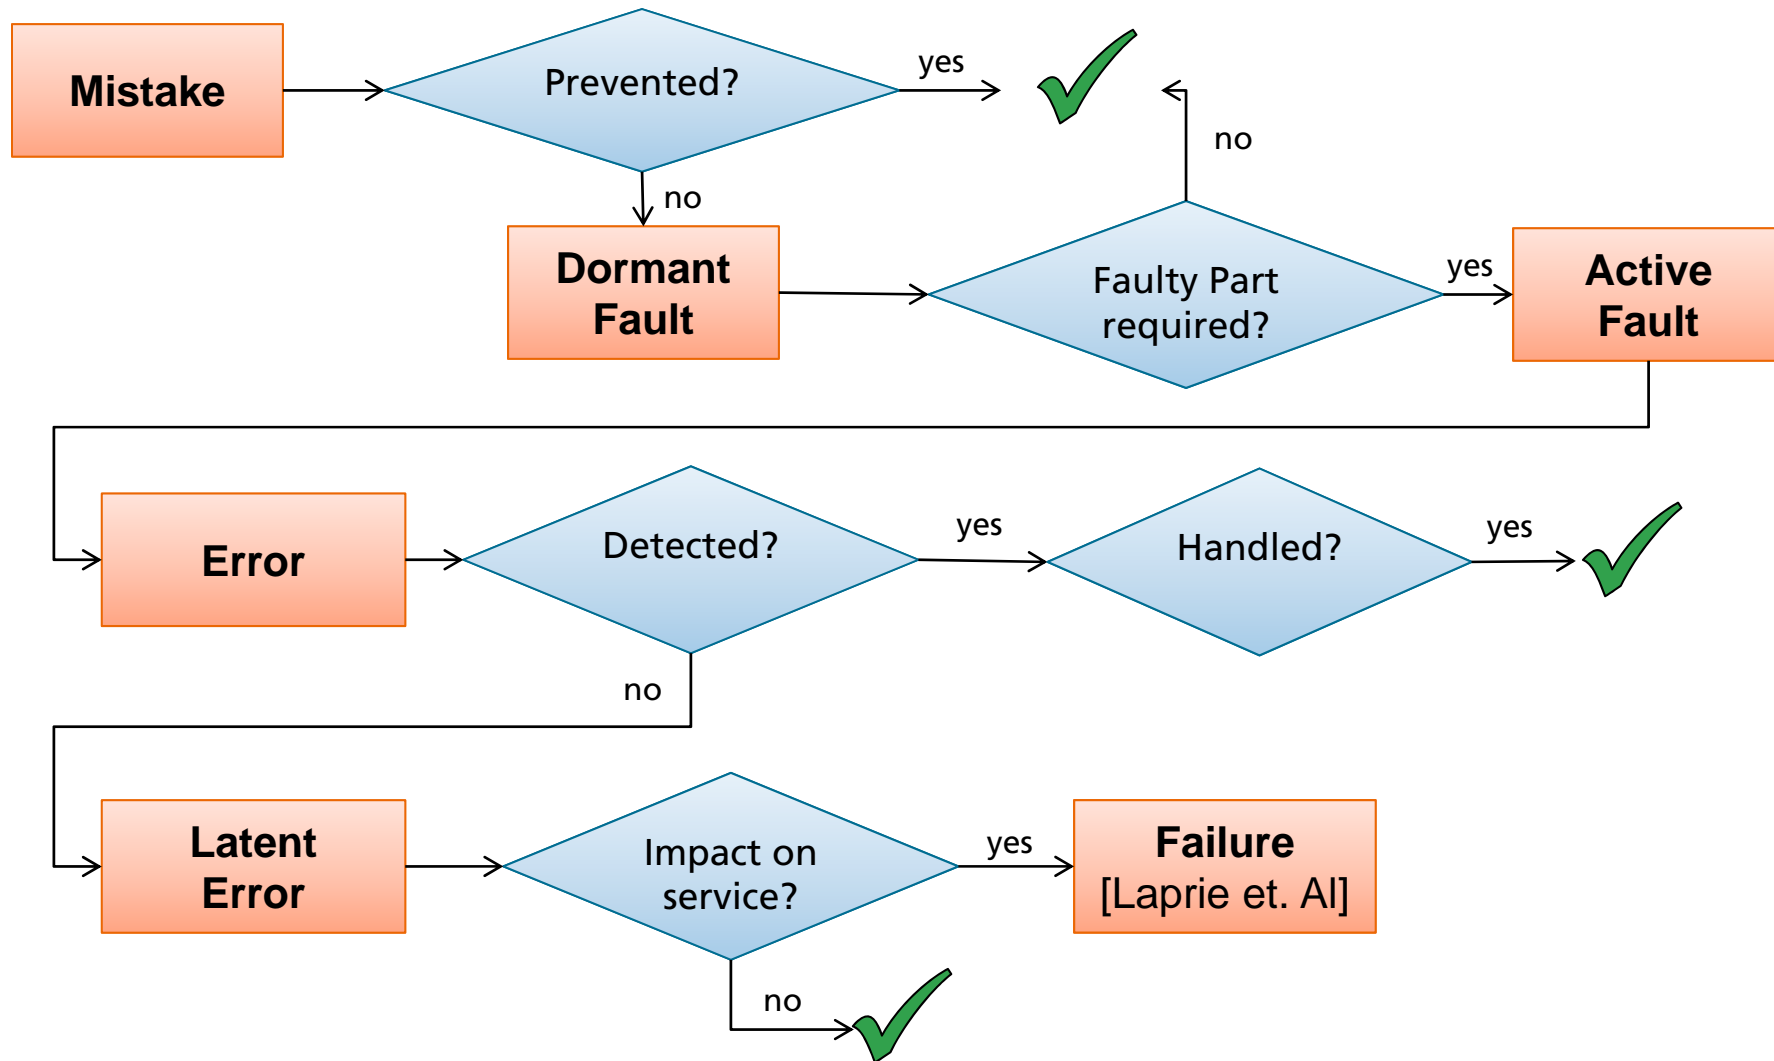 Mistake
Prevented?
yes
no
no
Dormant
Fault
Faulty Part
required?
yes
Active
Fault
Error
Detected?
yes
Handled?
yes
no
Latent
Error
Impact on
service?
yes
Failure
[Laprie et. Al]
no